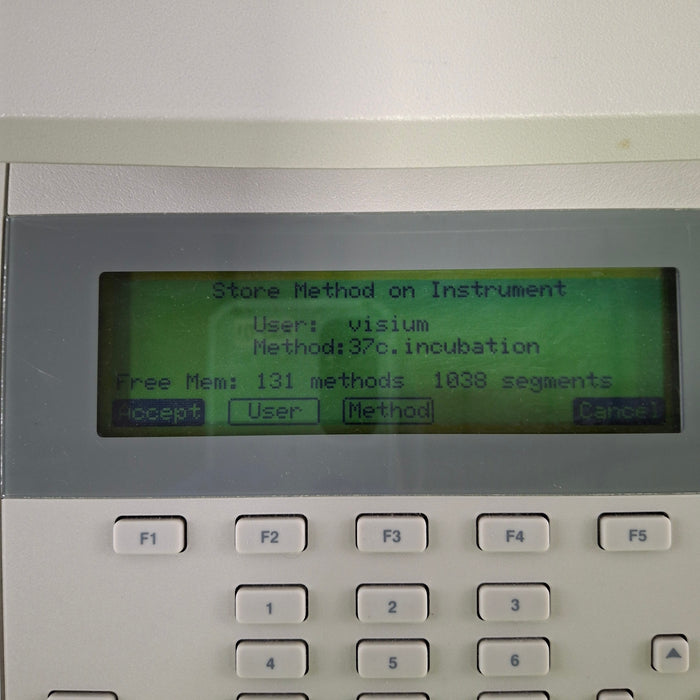 Store Method on Instrument
User: visium
Method:37c.incubation
Free Mem: 131 methods 1038 segments
Accept User Method Cancel
F1 F2 F3 F4 F5
1 2 3
4 5 6